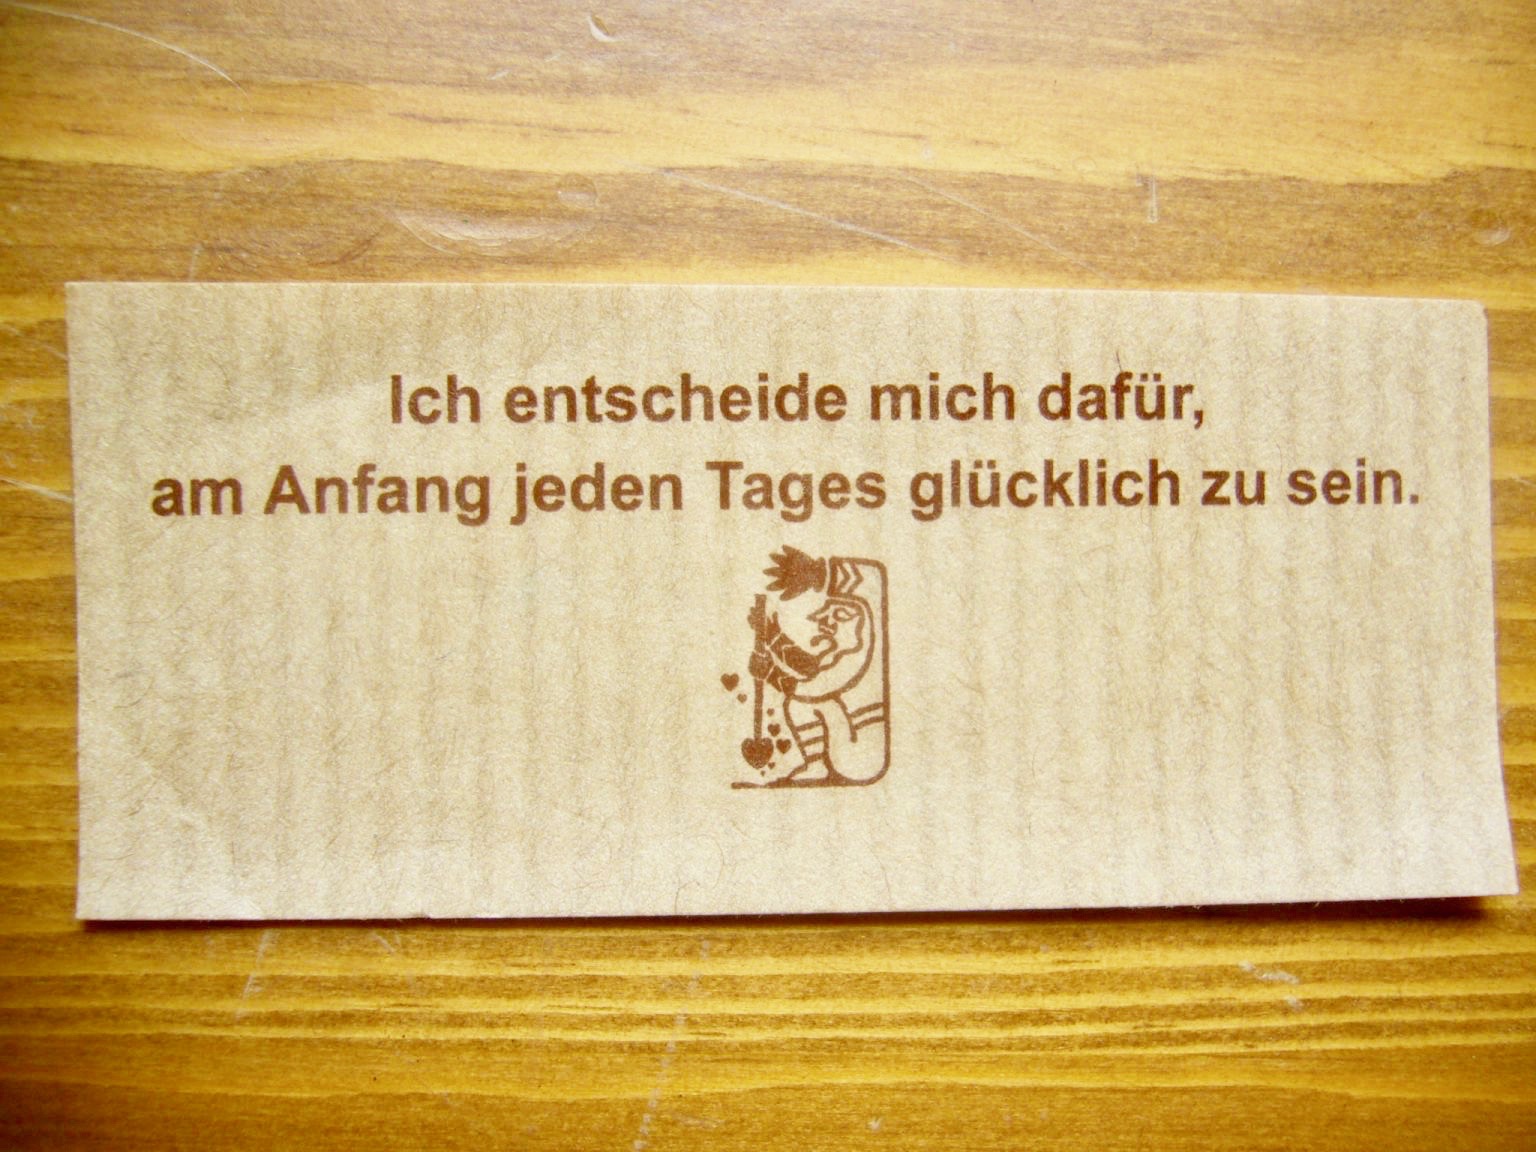 Ich entscheide mich dafür,
am Anfang jeden Tages glücklich zu sein.